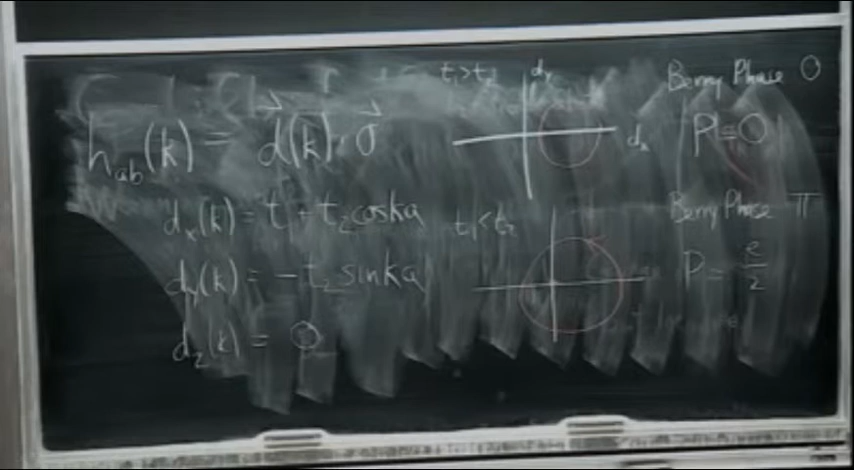 h_ab(k) = d⃗(k)·σ⃗
d_x(k) = t + t_2 cos ka
d_y(k) = -t_2 sin ka
d_z(k) = 0
t_1 > t_2
d_y
d_x
t_1 < t_2
Berry Phase 0
P = 0
Berry Phase π
P = e/2